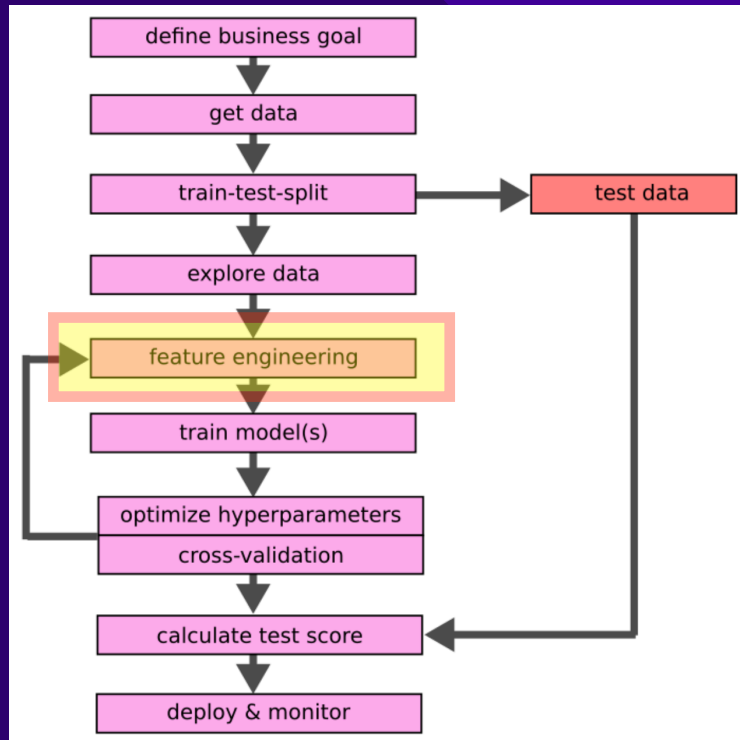 define business goal
get data
train-test-split
test data
explore data
feature engineering
train model(s)
optimize hyperparameters
cross-validation
calculate test score
deploy & monitor